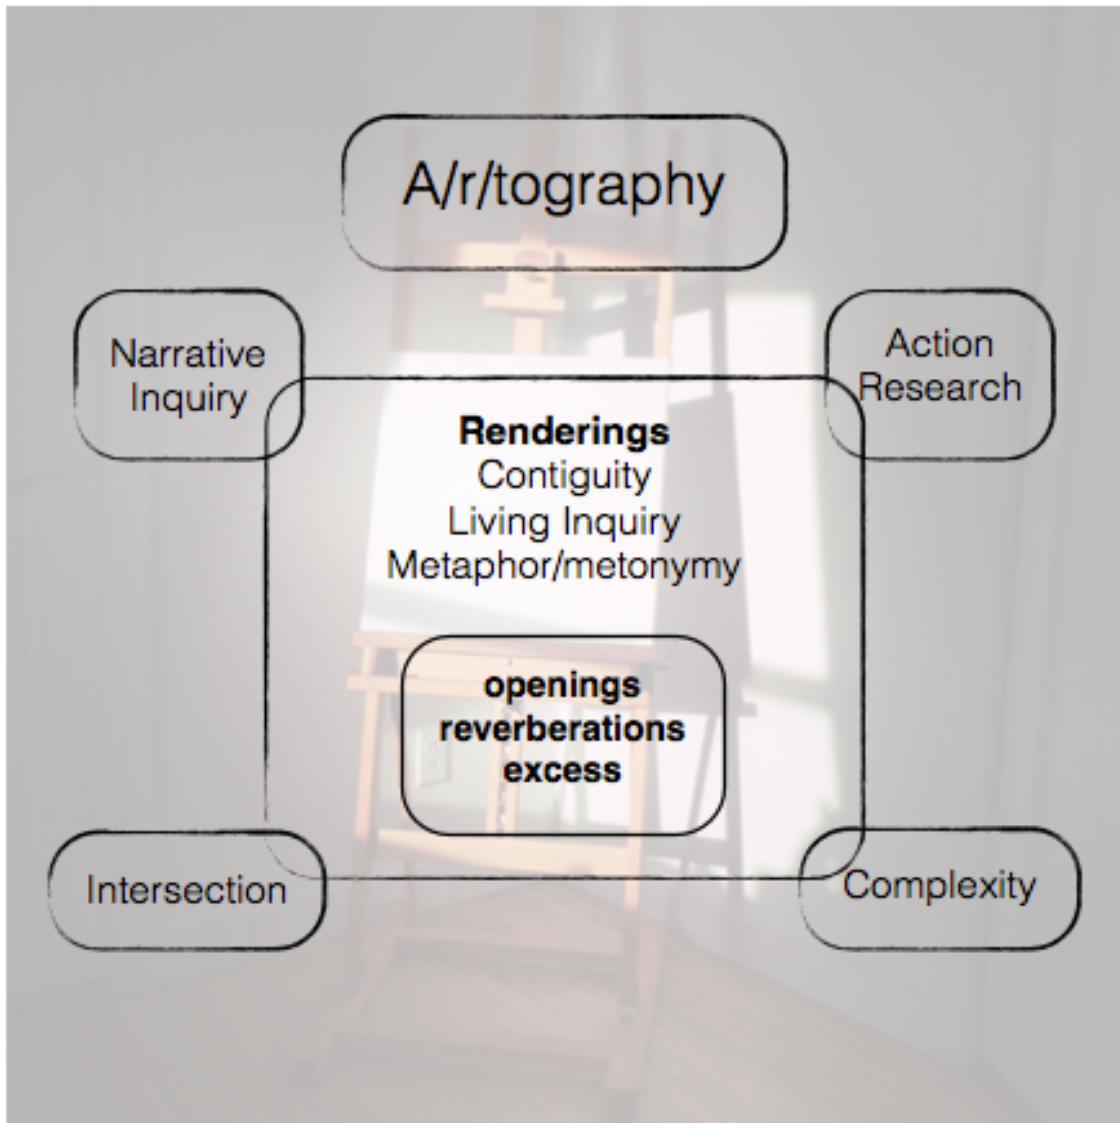 A/r/tography
Narrative
Inquiry
Action
Research
Renderings
Contiguity
Living Inquiry
Metaphor/metonymy
openings
reverberations
excess
Intersection
Complexity